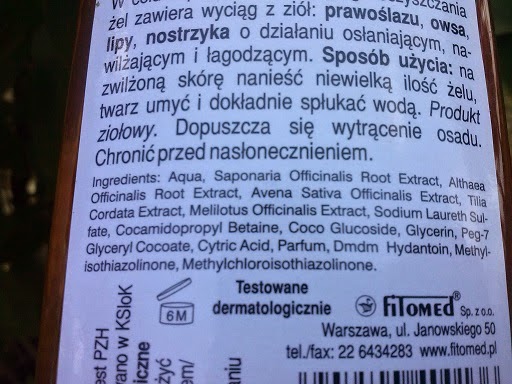 żel zawiera wyciąg z ziół: prawoślazu, owsa,
lipy, nostrzyka o działaniu osłaniającym, na-
wilżającym i łagodzącym. Sposób użycia: na
zwilżoną skórę nanieść niewielką ilość żelu,
twarz umyć i dokładnie spłukać wodą. Produkt
ziołowy. Dopuszcza się wytrącenie osadu.
Chronić przed nasłonecznieniem.
Ingredients: Aqua, Saponaria Officinalis Root Extract, Althaea
Officinalis Root Extract, Avena Sativa Officinalis Extract, Tilia
Cordata Extract, Melilotus Officinalis Extract, Sodium Laureth Sul-
fate, Cocamidopropyl Betaine, Coco Glucoside, Glycerin, Peg-7
Glyceryl Cocoate, Cytric Acid, Parfum, Dmdm Hydantoin, Methyl-
isothiazolinone, Methylchloroisothiazolinone.
6M
Testowane
dermatologicznie
FITOMED® Sp. z o.o.
Warszawa, ul. Janowskiego 50
tel./fax: 22 6434283 www.fitomed.pl
est PZH
wano w KSIoK